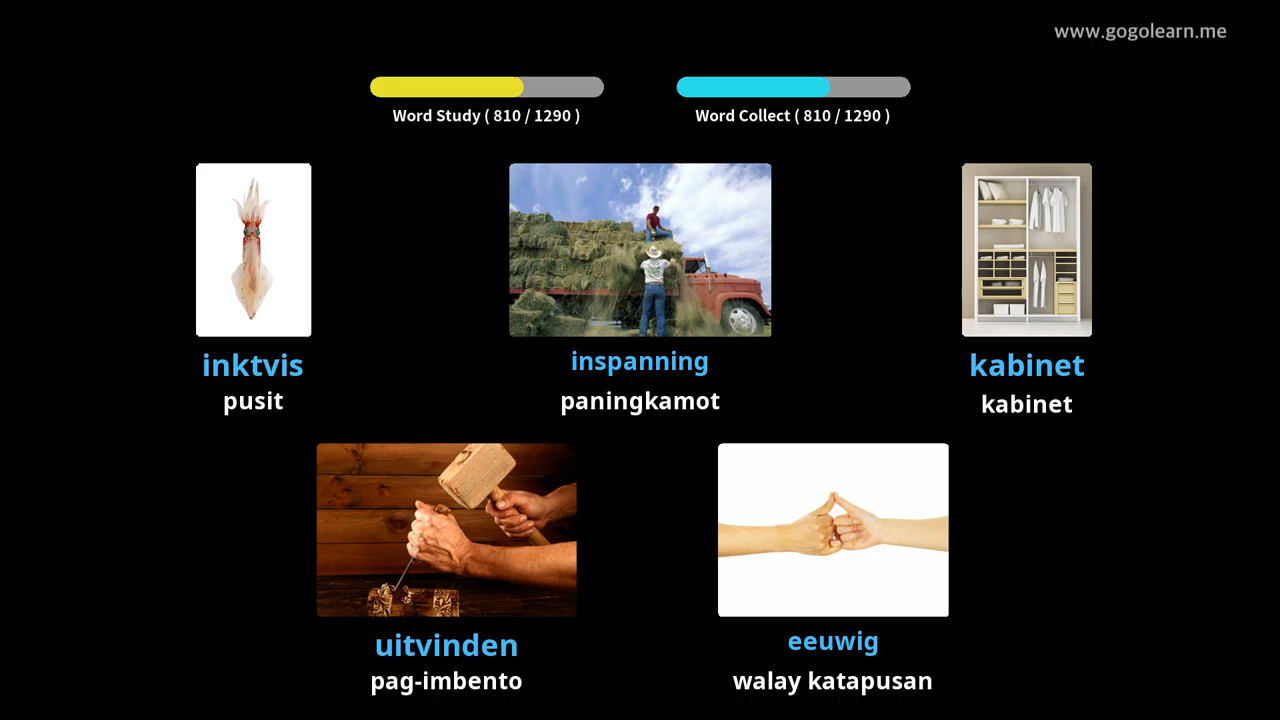 www.gogolearn.me
Word Study ( 810 / 1290 )
Word Collect ( 810 / 1290 )
inktvis
pusit
inspanning
paningkamot
kabinet
kabinet
uitvinden
pag-imbento
eeuwig
walay katapusan